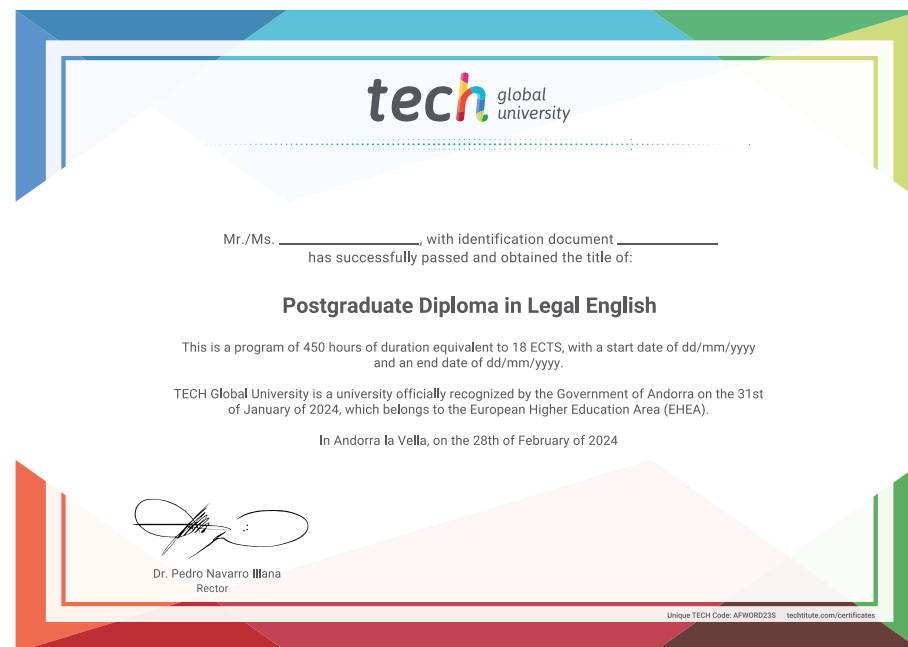 tech global university
Mr./Ms. ____________, with identification document ____________
has successfully passed and obtained the title of:
Postgraduate Diploma in Legal English
This is a program of 450 hours of duration equivalent to 18 ECTS, with a start date of dd/mm/yyyy
and an end date of dd/mm/yyyy.
TECH Global University is a university officially recognized by the Government of Andorra on the 31st
of January of 2024, which belongs to the European Higher Education Area (EHEA).
In Andorra la Vella, on the 28th of February of 2024
Dr. Pedro Navarro Illana
Rector
Unique TECH Code: AFWORD23S techtitute.com/certificates